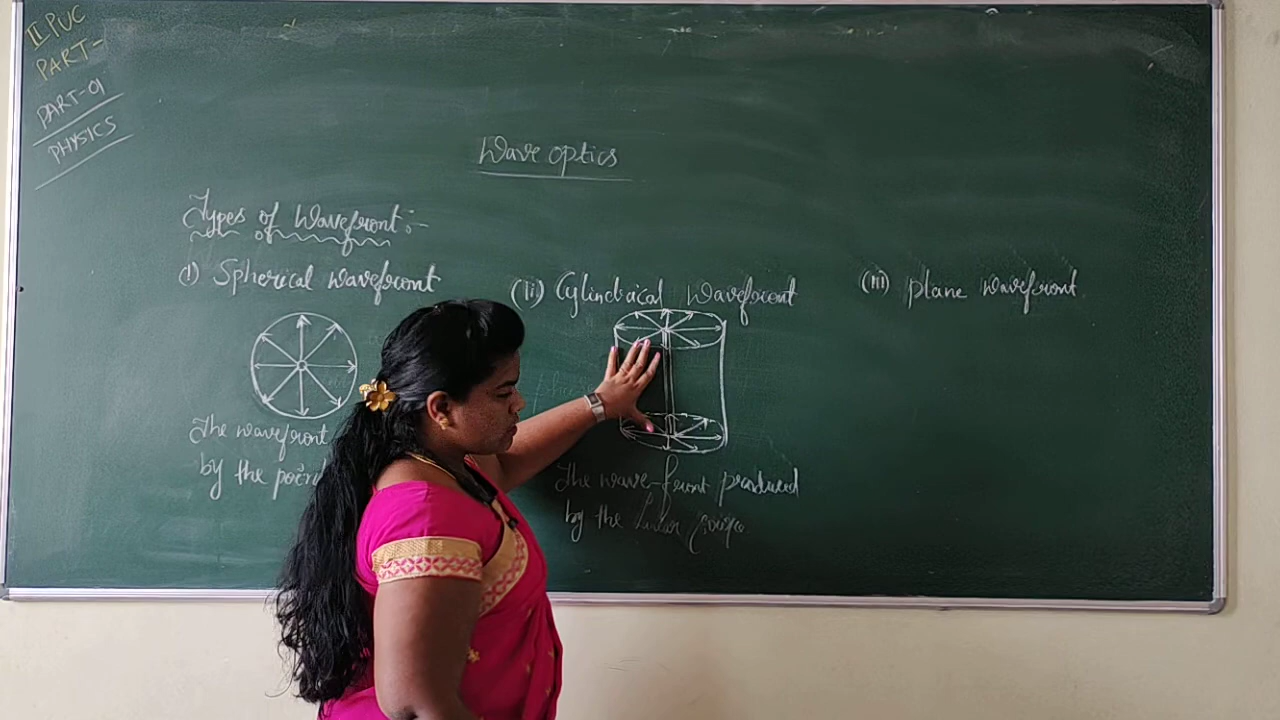 II PUC
PART-
PART-01
PHYSICS
Wave optics
Types of Wavefront:-
(i) Spherical wavefront
(ii) Cylindrical Wavefront
(iii) plane wavefront
The wavefront
by the poin
The wave-front produced
by the Linear source